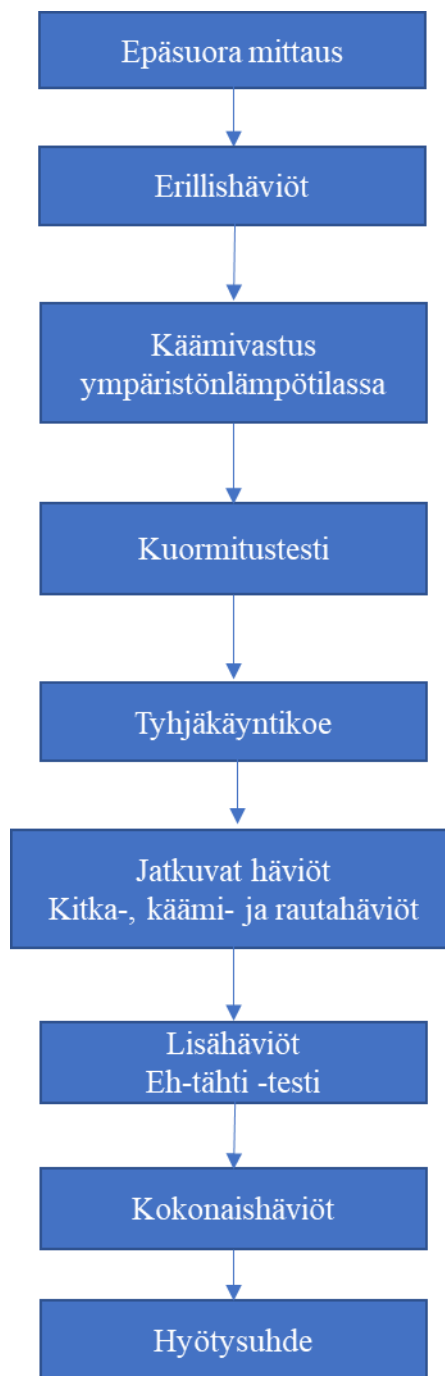 Epäsuora mittaus
Erillishäviöt
Käämivastus
ympäristönlämpötilassa
Kuormitustesti
Tyhjäkäyntikoe
Jatkuvat häviöt
Kitka-, käämi- ja rautahäviöt
Lisähäviöt
Eh-tähti -testi
Kokonaishäviöt
Hyötysuhde